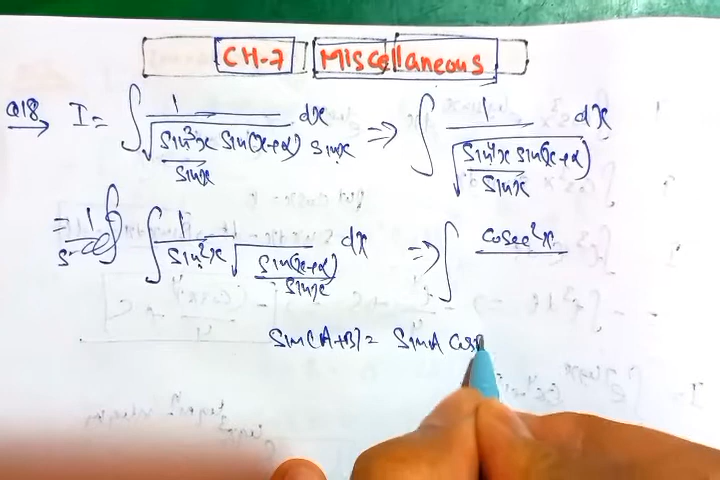 CH-7 Miscellaneous
Q18 I = ∫ 1/√(Sin³x Sin(x+α) Sinx / Sinx) dx ⇒ ∫ 1/√(Sin⁴x Sin(x+α) / Sinx) dx
= ∫ 1/(Sin²x √(Sin(x+α)/Sinx)) dx ⇒ ∫ Cosec²x
Sin(A+B) = SinA Cos